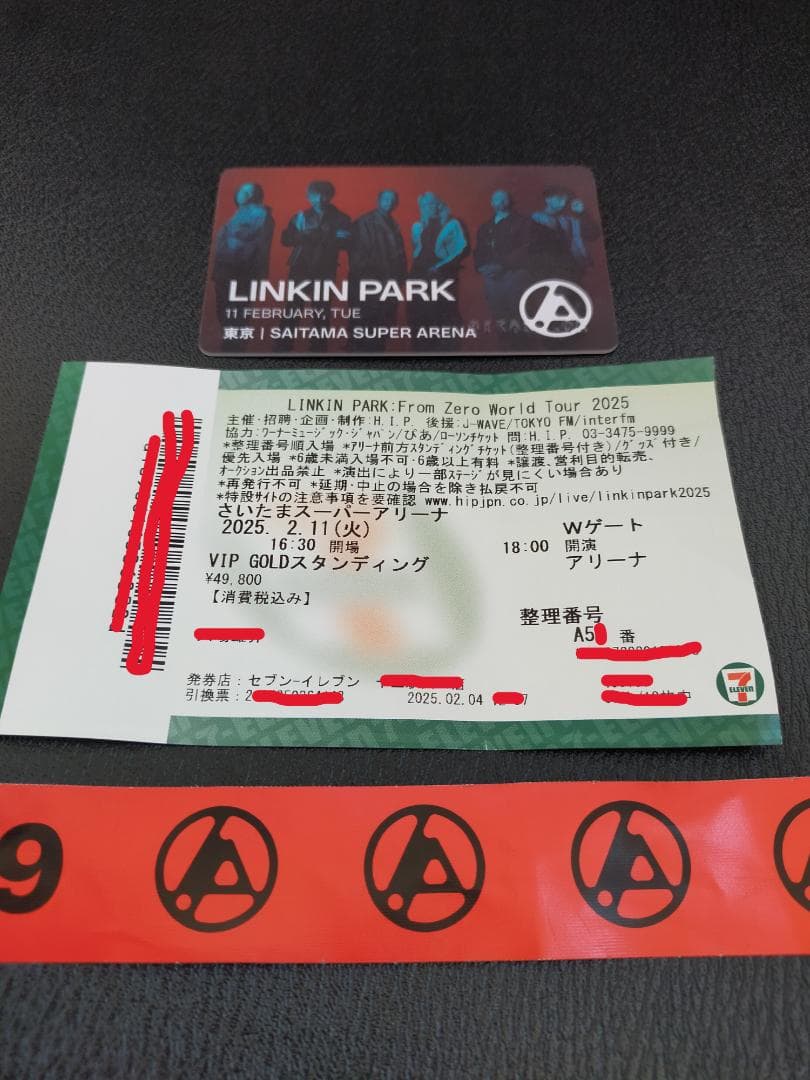 LINKIN PARK
11 FEBRUARY, TUE
東京 | SAITAMA SUPER ARENA
LINKIN PARK:From Zero World Tour 2025
主催・招聘・企画・制作:H.I.P. 後援:J-WAVE/TOKYO FM/interfm
協力:ワーナーミュージック・ジャパン/ぴあ/ローソンチケット 問:H.I.P. 03-3475-9999
*整理番号順入場 *アリーナ前方スタンディングチケット(整理番号付き)/グッズ付き/
優先入場 *6歳未満入場不可・6歳以上有料 *譲渡、営利目的転売、
オークション出品禁止 *演出により一部ステージが見にくい場合あり
*再発行不可 *延期・中止の場合を除き払戻不可
*特設サイトの注意事項を要確認 www.hipjpn.co.jp/live/linkinpark2025
さいたまスーパーアリーナ
2025. 2.11(火) Wゲート
16:30 開場 18:00 開演
VIP GOLDスタンディング アリーナ
¥49,800
【消費税込み】
整理番号
A5 番
発券店:セブン-イレブン
引換票:2 2025.02.04
7
ELEVEN
7-ELEVEN
9